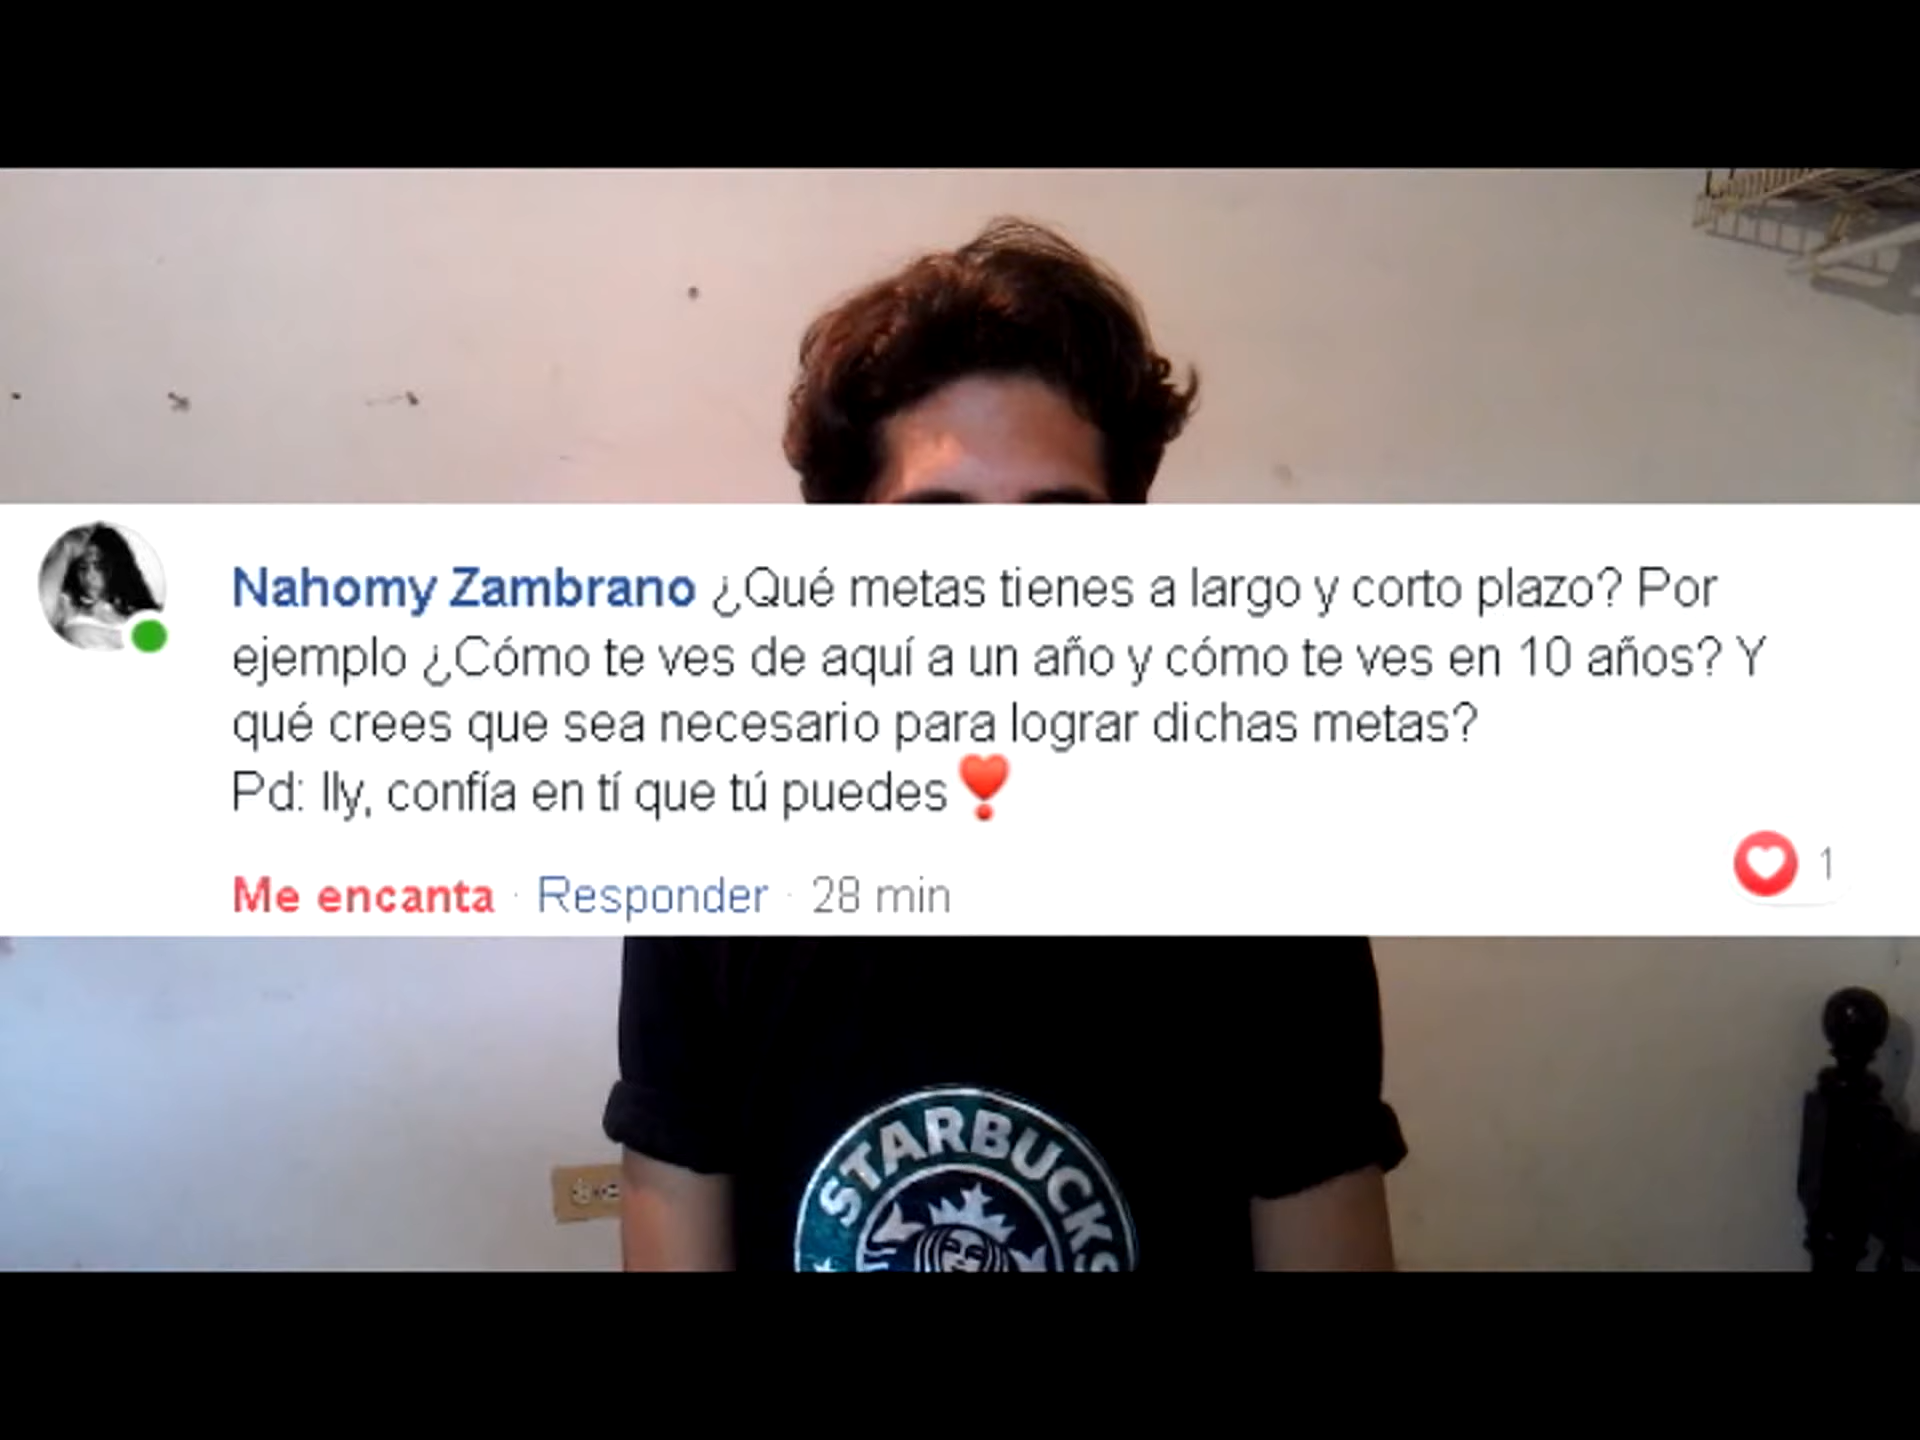 Nahomy Zambrano ¿Qué metas tienes a largo y corto plazo? Por
ejemplo ¿Cómo te ves de aquí a un año y cómo te ves en 10 años? Y
qué crees que sea necesario para lograr dichas metas?
Pd: Ily, confía en tí que tú puedes❣️
1
Me encanta · Responder · 28 min
STARBUCKS